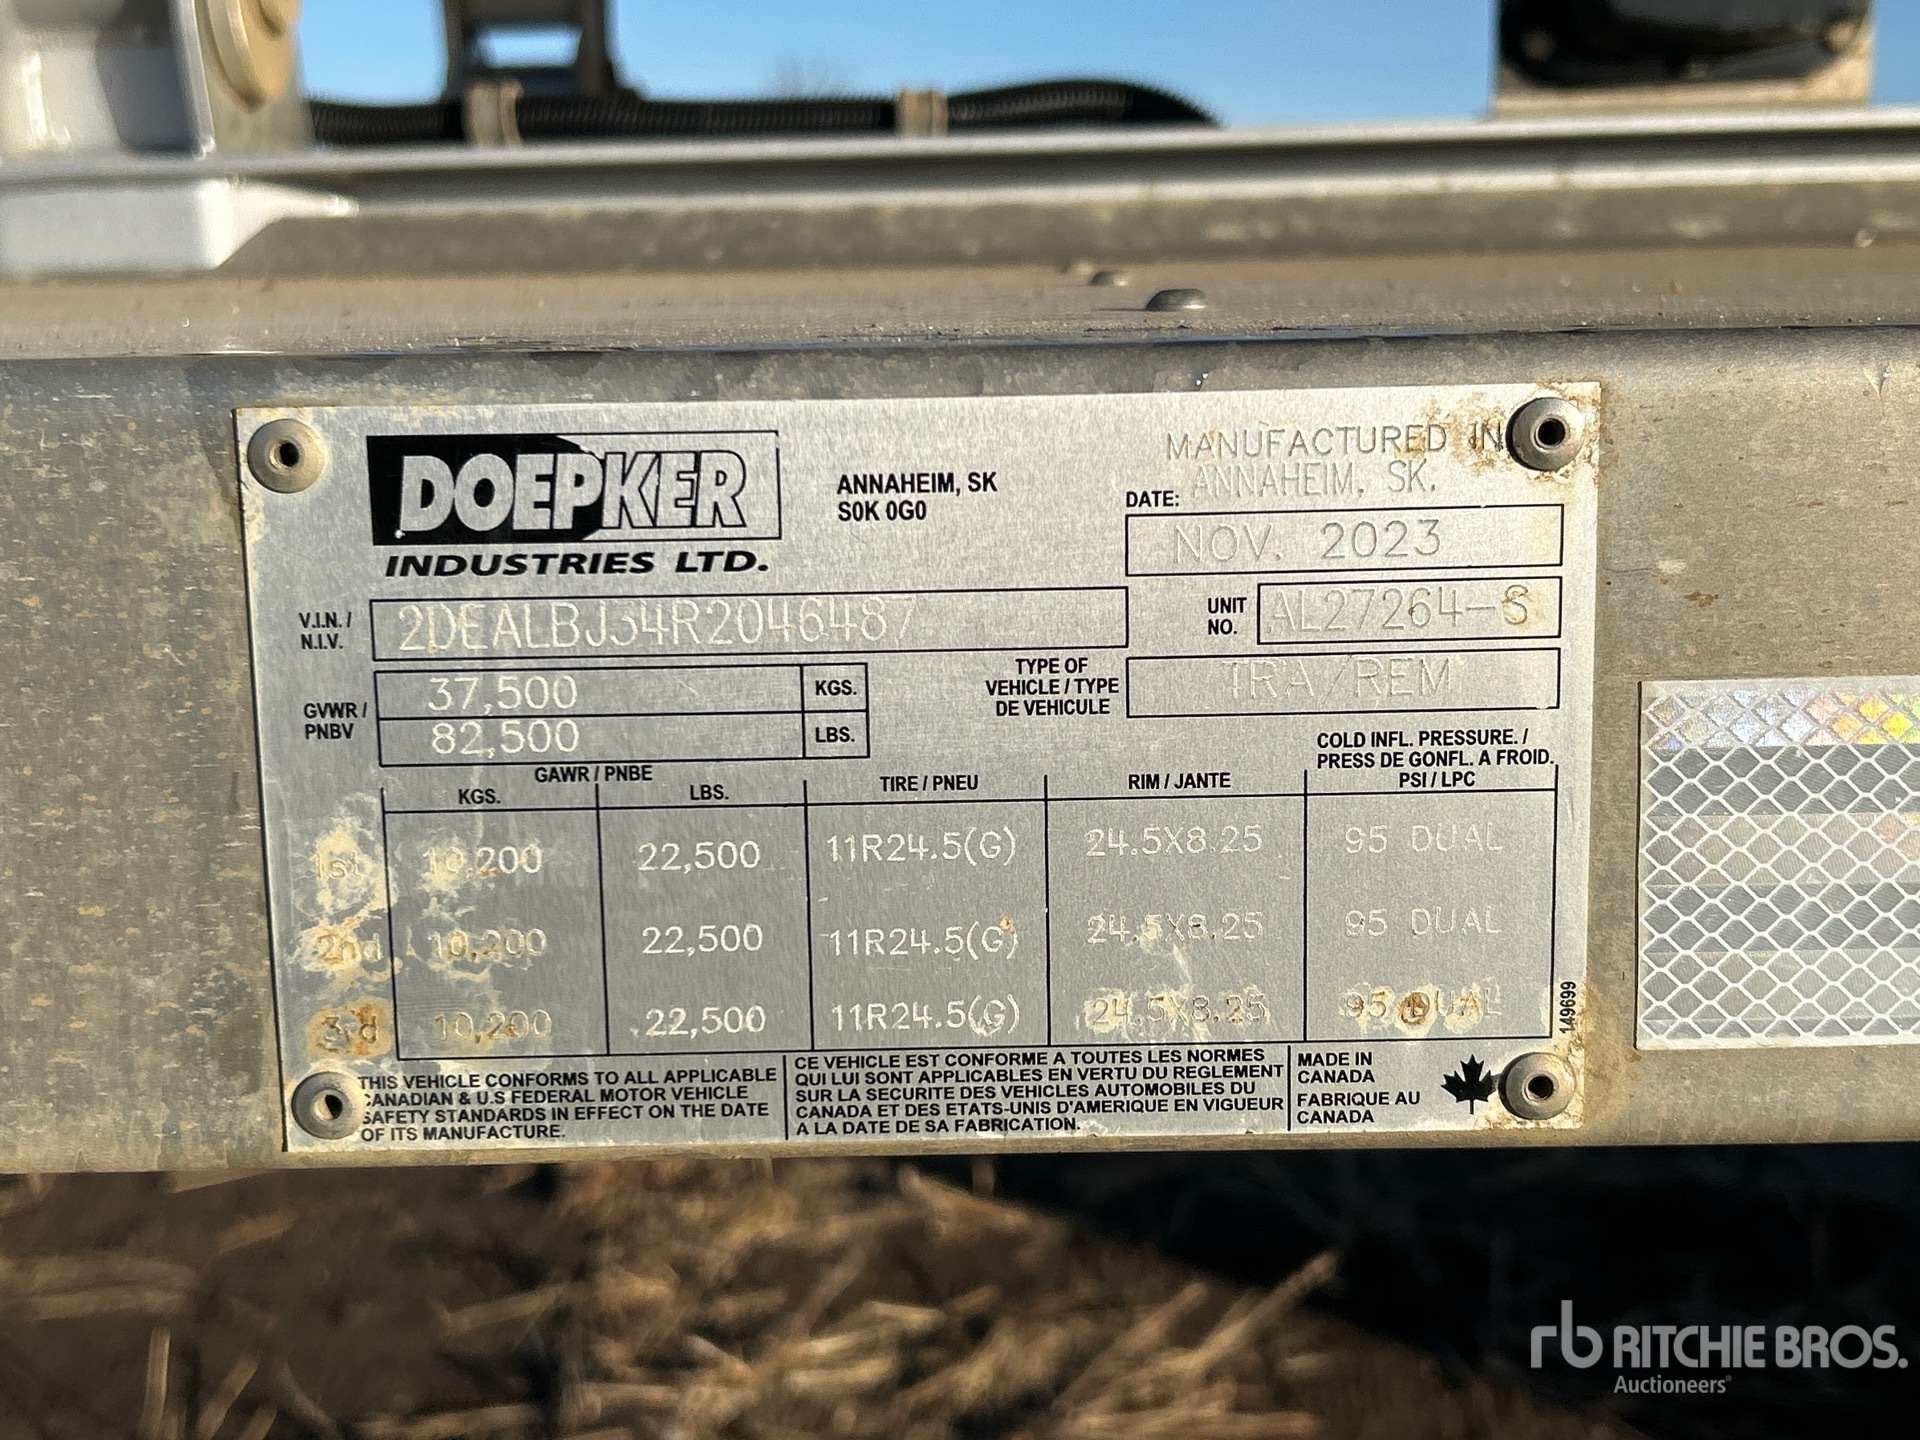 DOEPKER
INDUSTRIES LTD.
ANNAHEIM, SK
S0K 0G0
MANUFACTURED IN
ANNAHEIM, SK.
DATE:
NOV. 2023
V.I.N. /
N.I.V.
2DEALBJ34R2046487
UNIT
NO.
AL27264-S
GVWR /
PNBV
37,500 KGS.
82,500 LBS.
TYPE OF
VEHICLE / TYPE
DE VEHICULE
TRA/REM
GAWR / PNBE
KGS. LBS. TIRE / PNEU RIM / JANTE
COLD INFL. PRESSURE. /
PRESS DE GONFL. A FROID.
PSI / LPC
1st 10,200 22,500 11R24.5(G) 24.5X8.25 95 DUAL
2nd 10,200 22,500 11R24.5(G) 24.5X8.25 95 DUAL
3rd 10,200 22,500 11R24.5(G) 24.5X8.25 95 DUAL
149699
THIS VEHICLE CONFORMS TO ALL APPLICABLE
CANADIAN & U.S FEDERAL MOTOR VEHICLE
SAFETY STANDARDS IN EFFECT ON THE DATE
OF ITS MANUFACTURE.
CE VEHICLE EST CONFORME A TOUTES LES NORMES
QUI LUI SONT APPLICABLES EN VERTU DU REGLEMENT
SUR LA SECURITE DES VEHICLES AUTOMOBILES DU
CANADA ET DES ETATS-UNIS D'AMERIQUE EN VIGUEUR
A LA DATE DE SA FABRICATION.
MADE IN
CANADA
FABRIQUE AU
CANADA
rb RITCHIE BROS.
Auctioneers